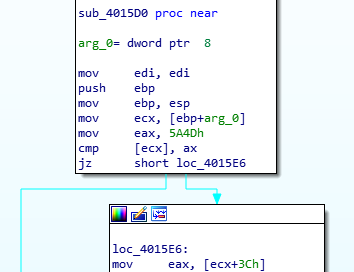 sub_4015D0 proc near
arg_0= dword ptr  8
mov     edi, edi
push    ebp
mov     ebp, esp
mov     ecx, [ebp+arg_0]
mov     eax, 5A4Dh
cmp     [ecx], ax
jz      short loc_4015E6
loc_4015E6:
mov     eax, [ecx+3Ch]